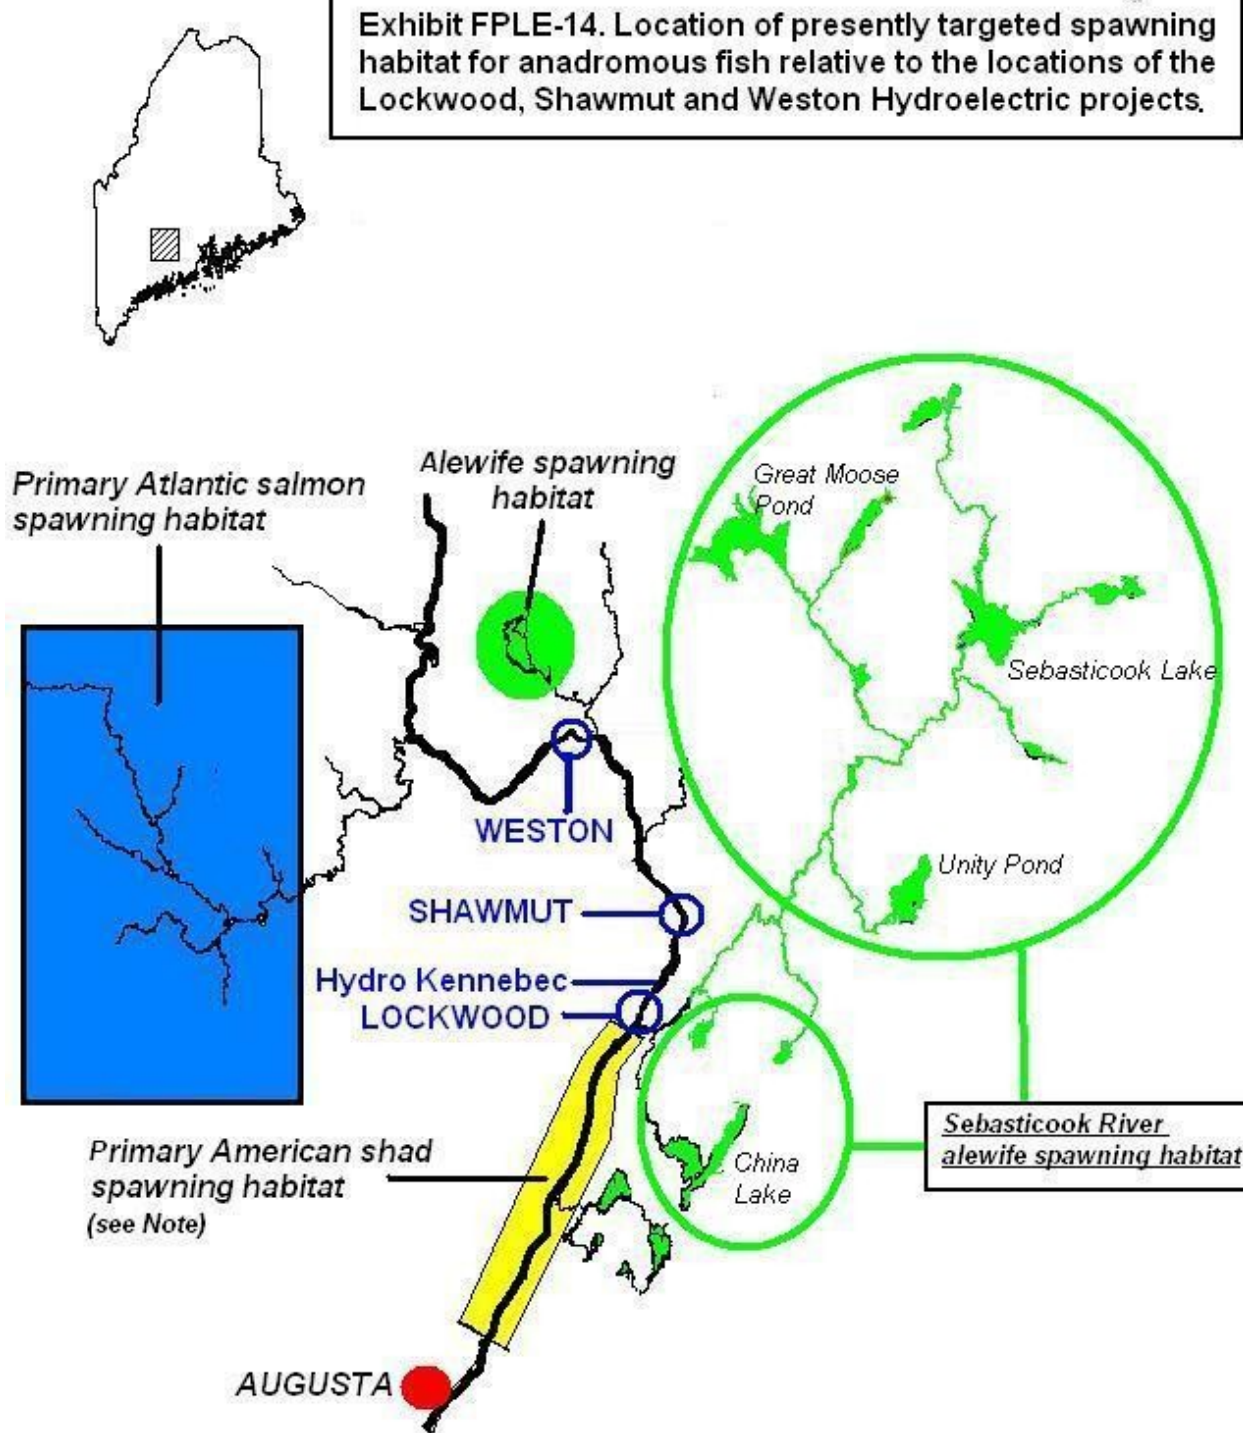 Exhibit FPLE-14. Location of presently targeted spawning
habitat for anadromous fish relative to the locations of the
Lockwood, Shawmut and Weston Hydroelectric projects.
Primary Atlantic salmon
spawning habitat
Alewife spawning
habitat
Great Moose
Pond
Sebasticook Lake
WESTON
Unity Pond
SHAWMUT
Hydro Kennebec
LOCKWOOD
Primary American shad
spawning habitat
(see Note)
China
Lake
Sebasticook River
alewife spawning habitat
AUGUSTA